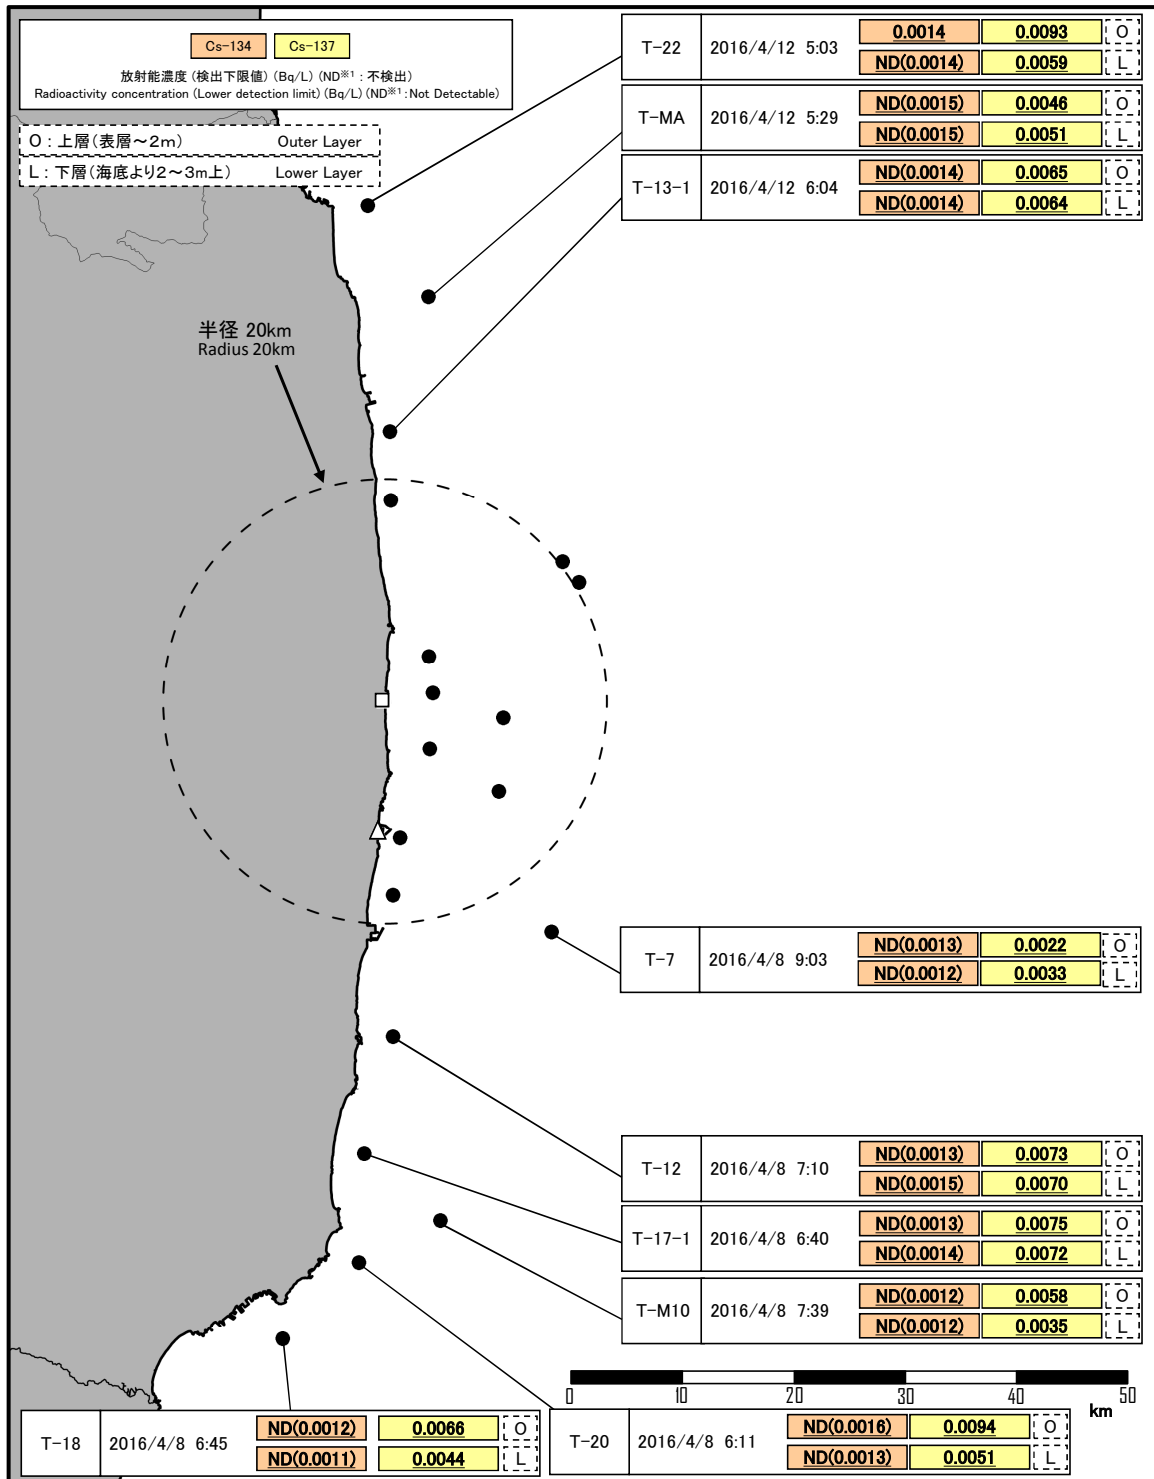 Cs-134 Cs-137
放射能濃度 (検出下限値) (Bq/L) (ND※1 : 不検出)
Radioactivity concentration (Lower detection limit) (Bq/L) (ND※1 : Not Detectable)
O : 上層(表層～2m) Outer Layer
L : 下層(海底より2～3m上) Lower Layer
T-22 2016/4/12 5:03
0.0014 0.0093 O
ND(0.0014) 0.0059 L
T-MA 2016/4/12 5:29
ND(0.0015) 0.0046 O
ND(0.0015) 0.0051 L
T-13-1 2016/4/12 6:04
ND(0.0014) 0.0065 O
ND(0.0014) 0.0064 L
半径 20km
Radius 20km
T-7 2016/4/8 9:03
ND(0.0013) 0.0022 O
ND(0.0012) 0.0033 L
T-12 2016/4/8 7:10
ND(0.0013) 0.0073 O
ND(0.0015) 0.0070 L
T-17-1 2016/4/8 6:40
ND(0.0013) 0.0075 O
ND(0.0014) 0.0072 L
T-M10 2016/4/8 7:39
ND(0.0012) 0.0058 O
ND(0.0012) 0.0035 L
0 10 20 30 40 50
km
T-18 2016/4/8 6:45
ND(0.0012) 0.0066 O
ND(0.0011) 0.0044 L
T-20 2016/4/8 6:11
ND(0.0016) 0.0094 O
ND(0.0013) 0.0051 L